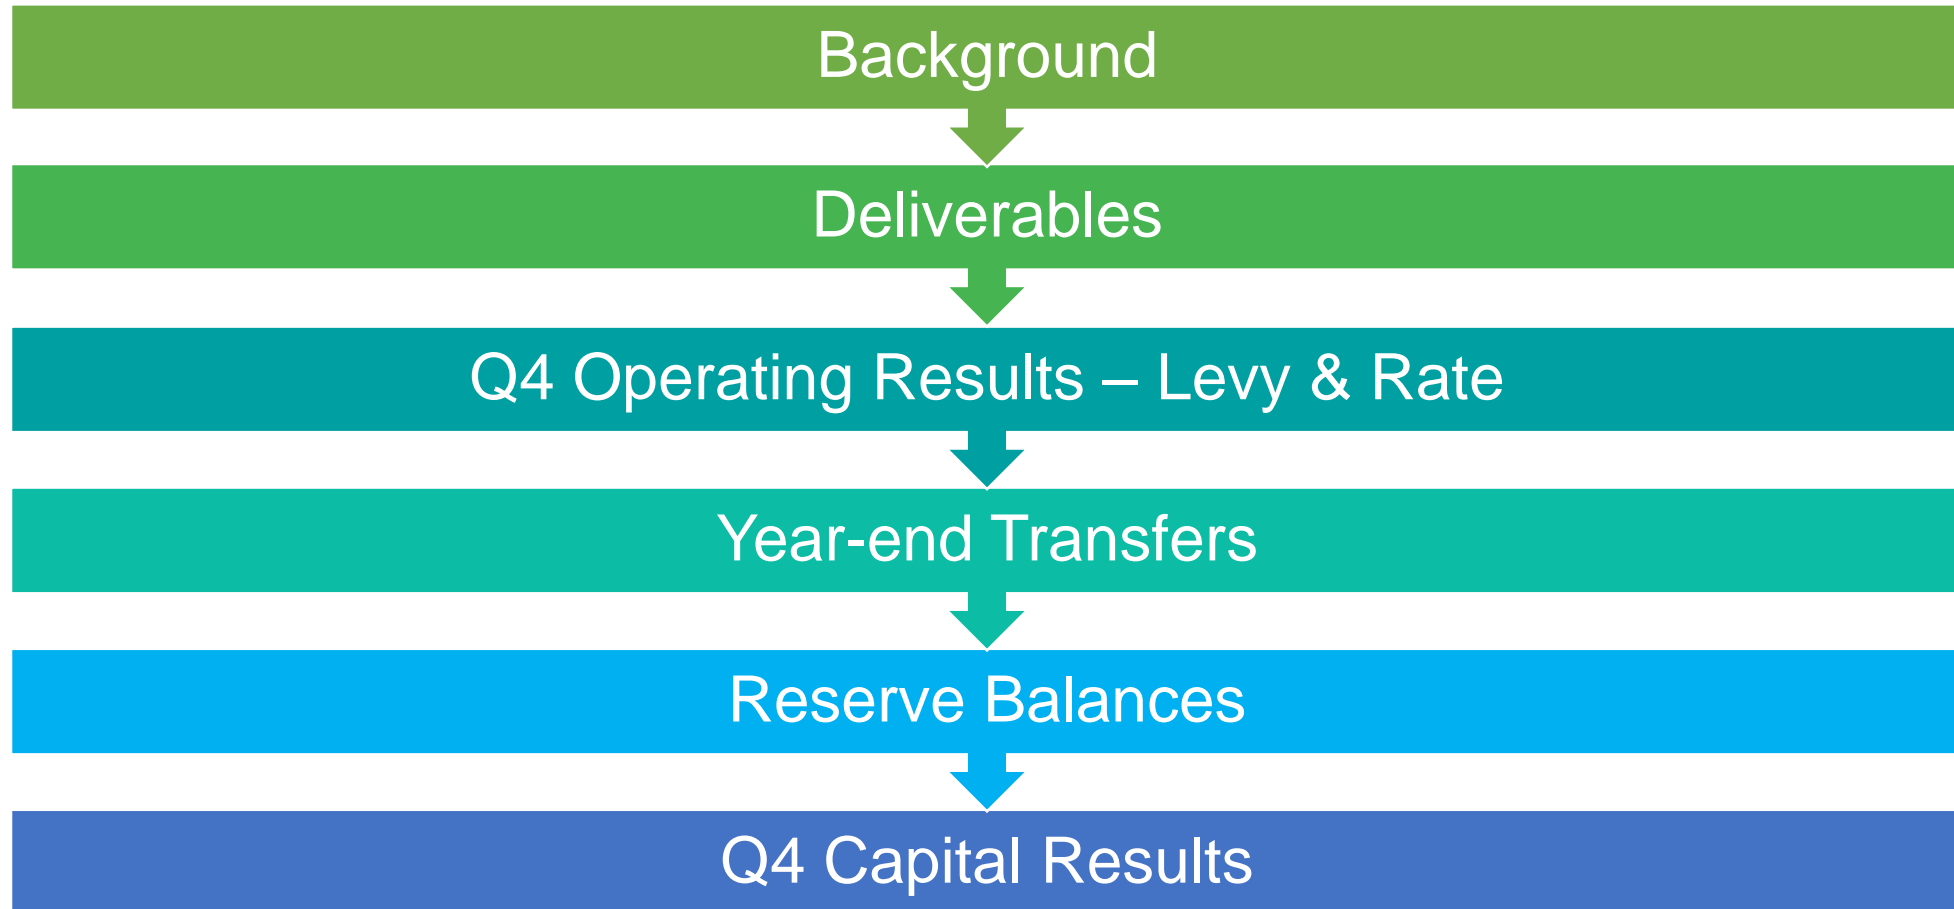 Background
Deliverables
Q4 Operating Results – Levy & Rate
Year-end Transfers
Reserve Balances
Q4 Capital Results